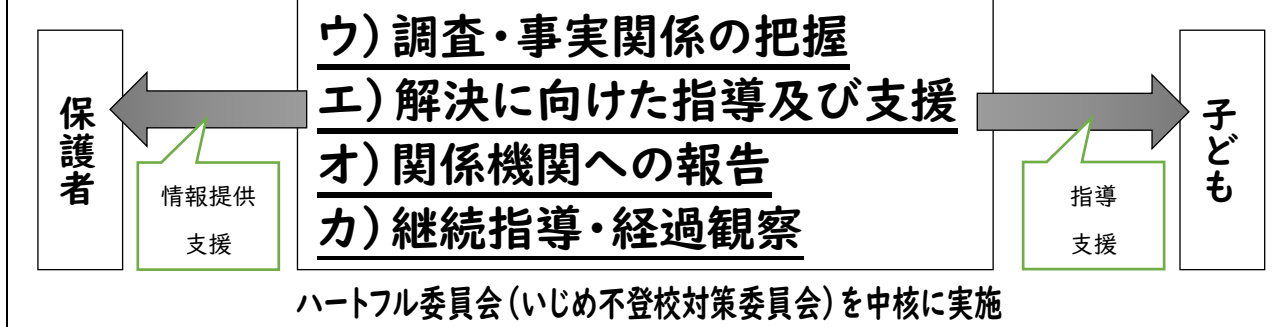 保護者
情報提供
支援
ウ)調査・事実関係の把握
エ)解決に向けた指導及び支援
オ)関係機関への報告
カ)継続指導・経過観察
指導
支援
子ども
ハートフル委員会(いじめ不登校対策委員会)を中核に実施